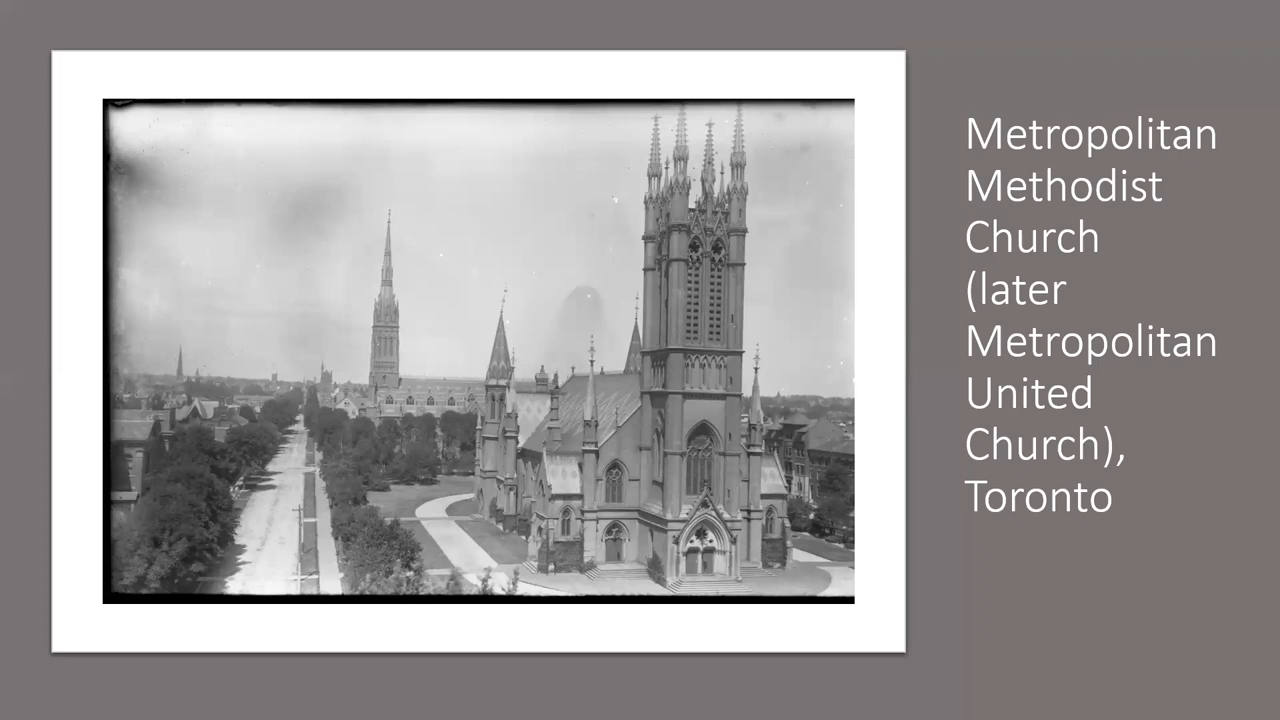 Metropolitan
Methodist
Church
(later
Metropolitan
United
Church),
Toronto